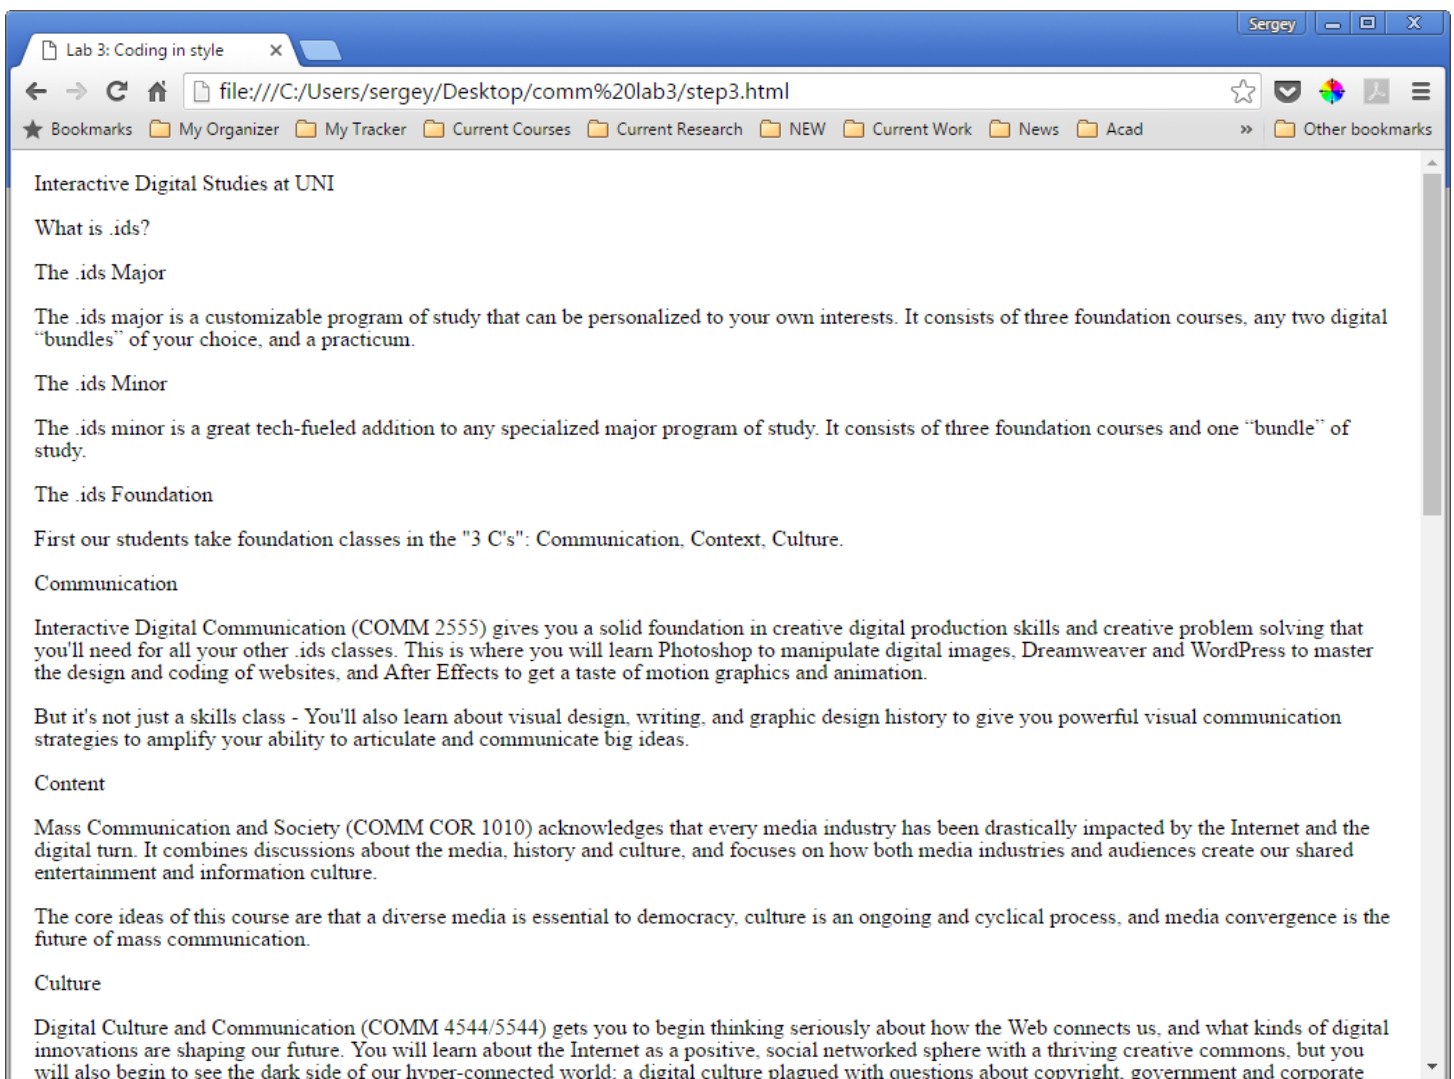 Sergey
Lab 3: Coding in style
file:///C:/Users/sergey/Desktop/comm%20lab3/step3.html
Bookmarks My Organizer My Tracker Current Courses Current Research NEW Current Work News Acad » Other bookmarks
Interactive Digital Studies at UNI
What is .ids?
The .ids Major
The .ids major is a customizable program of study that can be personalized to your own interests. It consists of three foundation courses, any two digital
“bundles” of your choice, and a practicum.
The .ids Minor
The .ids minor is a great tech-fueled addition to any specialized major program of study. It consists of three foundation courses and one “bundle” of
study.
The .ids Foundation
First our students take foundation classes in the "3 C's": Communication, Context, Culture.
Communication
Interactive Digital Communication (COMM 2555) gives you a solid foundation in creative digital production skills and creative problem solving that
you'll need for all your other .ids classes. This is where you will learn Photoshop to manipulate digital images, Dreamweaver and WordPress to master
the design and coding of websites, and After Effects to get a taste of motion graphics and animation.
But it's not just a skills class - You'll also learn about visual design, writing, and graphic design history to give you powerful visual communication
strategies to amplify your ability to articulate and communicate big ideas.
Content
Mass Communication and Society (COMM COR 1010) acknowledges that every media industry has been drastically impacted by the Internet and the
digital turn. It combines discussions about the media, history and culture, and focuses on how both media industries and audiences create our shared
entertainment and information culture.
The core ideas of this course are that a diverse media is essential to democracy, culture is an ongoing and cyclical process, and media convergence is the
future of mass communication.
Culture
Digital Culture and Communication (COMM 4544/5544) gets you to begin thinking seriously about how the Web connects us, and what kinds of digital
innovations are shaping our future. You will learn about the Internet as a positive, social networked sphere with a thriving creative commons, but you
will also begin to see the dark side of our hyper-connected world: a digital culture plagued with questions about copyright, government and corporate